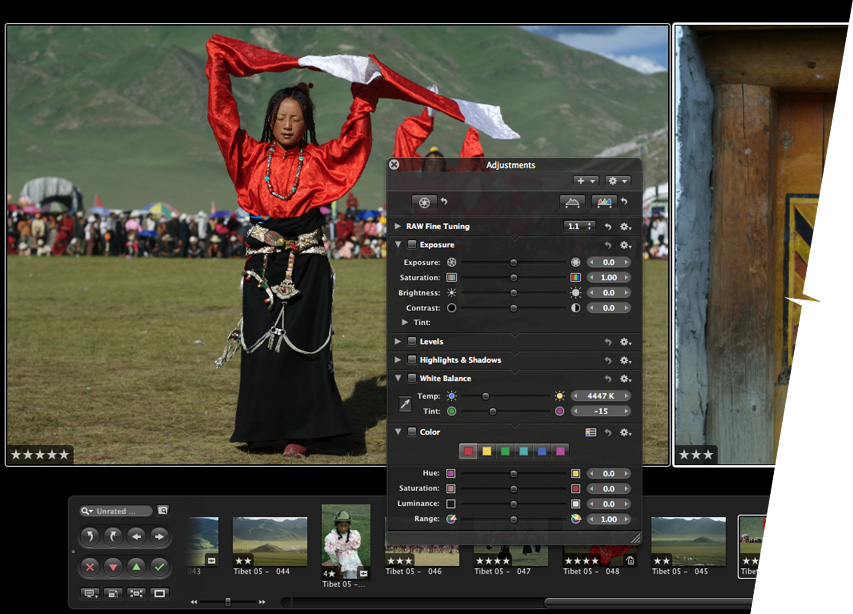 Adjustments
RAW Fine Tuning 1.1
Exposure
Exposure: 0.0
Saturation: 1.00
Brightness: 0.0
Contrast: 0.0
Tint:
Levels
Highlights & Shadows
White Balance
Temp: 4447 K
Tint: -15
Color
Hue: 0.0
Saturation: 0.0
Luminance: 0.0
Range: 1.00
Unrated ...
4
043
Tibet 05 - 044
Tibet 05 -...
Tibet 05 - 046
Tibet 05 - 047
Tibet 05 - 048
Tibet 05 - 045